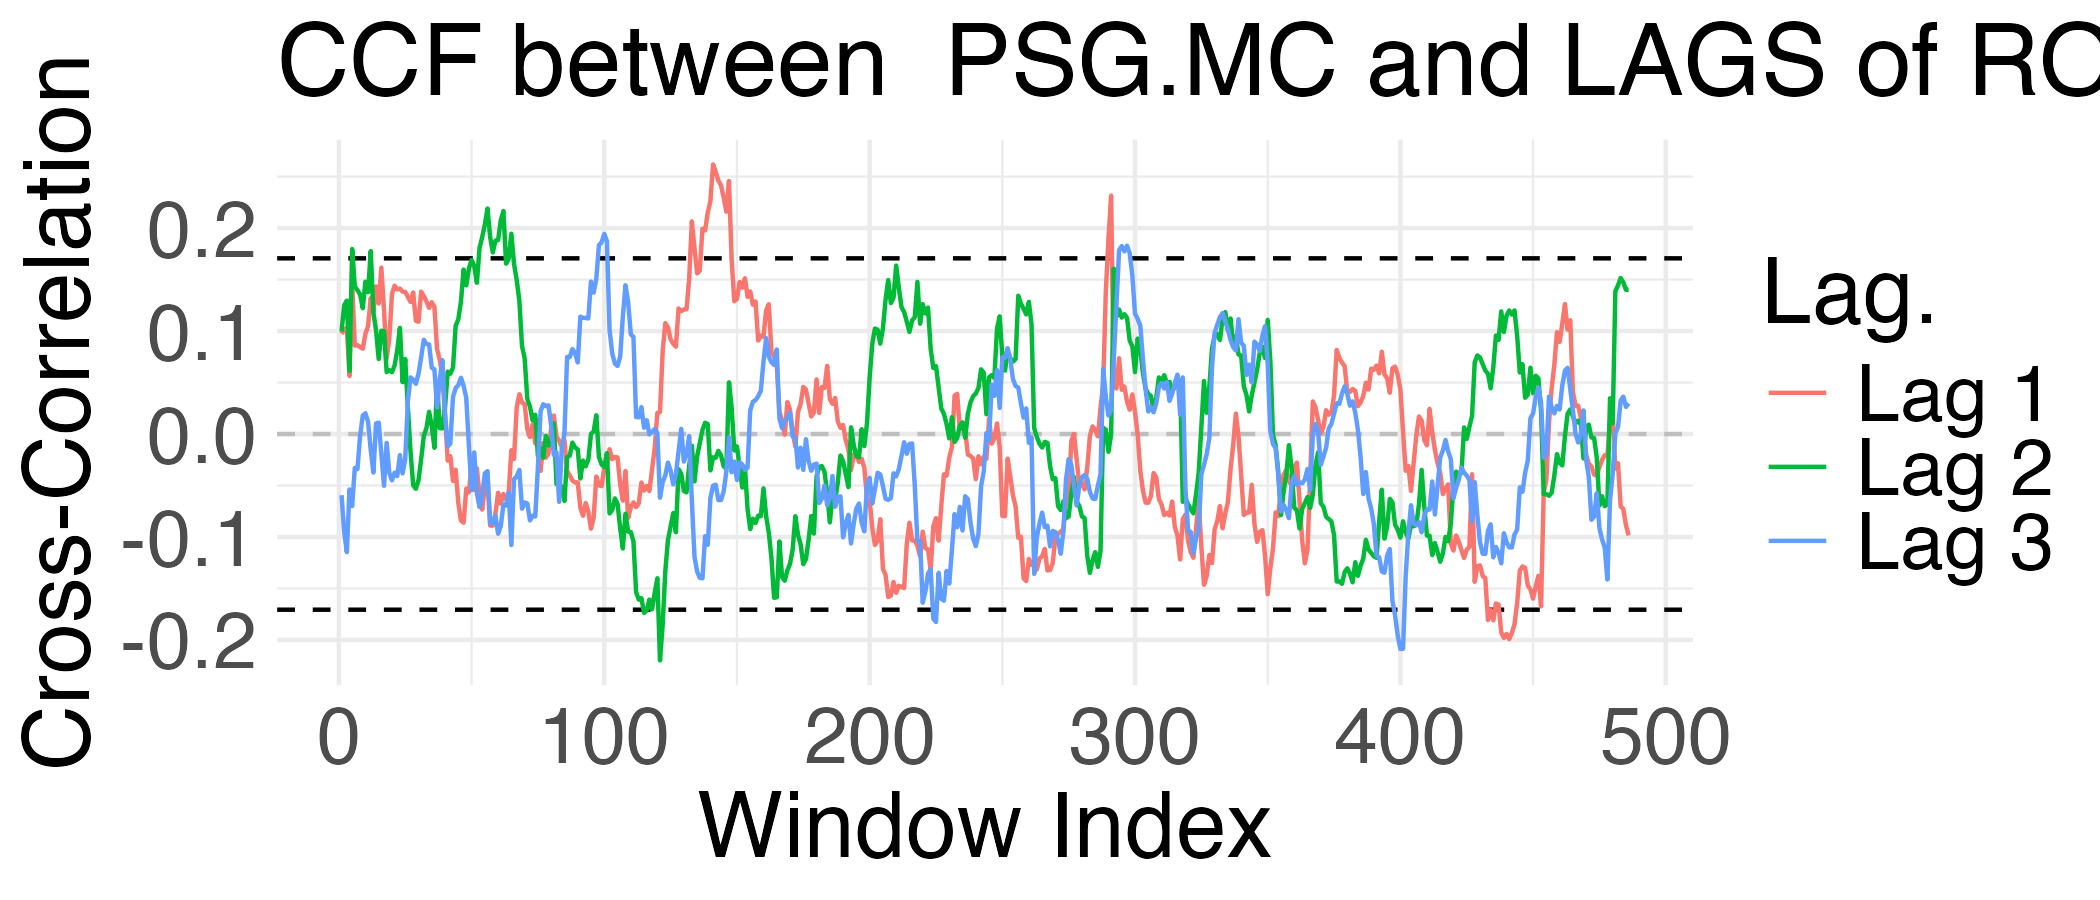 CCF between PSG.MC and LAGS of RO
Cross-Correlation
0.2
0.1
0.0
-0.1
-0.2
0
100
200
300
400
500
Window Index
Lag.
Lag 1
Lag 2
Lag 3